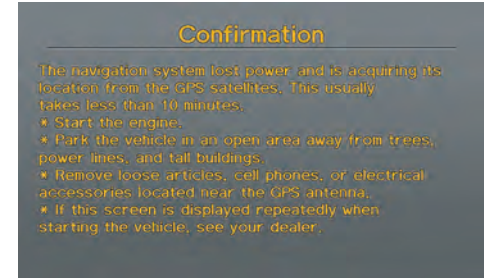 Confirmation
The navigation system lost power and is acquiring its
location from the GPS satellites. This usually
takes less than 10 minutes.
* Start the engine.
* Park the vehicle in an open area away from trees,
power lines, and tall buildings.
* Remove loose articles, cell phones, or electrical
accessories located near the GPS antenna.
* If this screen is displayed repeatedly when
starting the vehicle, see your dealer.